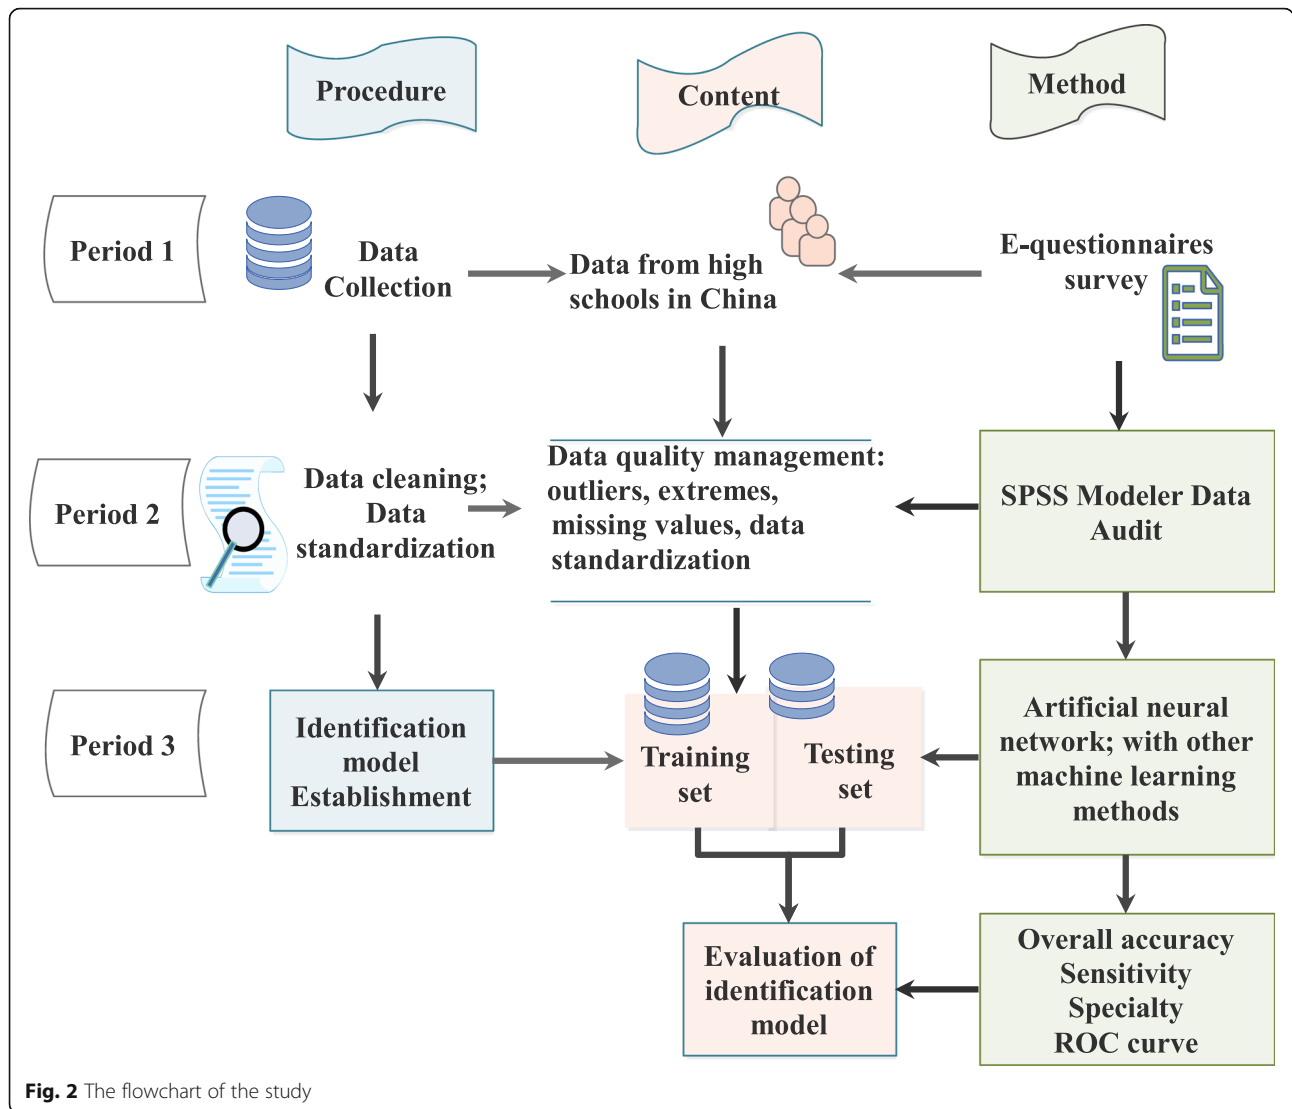 Procedure
Content
Method
Period 1
Data
Collection
Data from high
schools in China
E-questionnaires
survey
Period 2
Data cleaning;
Data
standardization
Data quality management:
outliers, extremes,
missing values, data
standardization
SPSS Modeler Data
Audit
Period 3
Identification
model
Establishment
Training
set
Testing
set
Artificial neural
network; with other
machine learning
methods
Evaluation of
identification
model
Overall accuracy
Sensitivity
Specialty
ROC curve
Fig. 2 The flowchart of the study